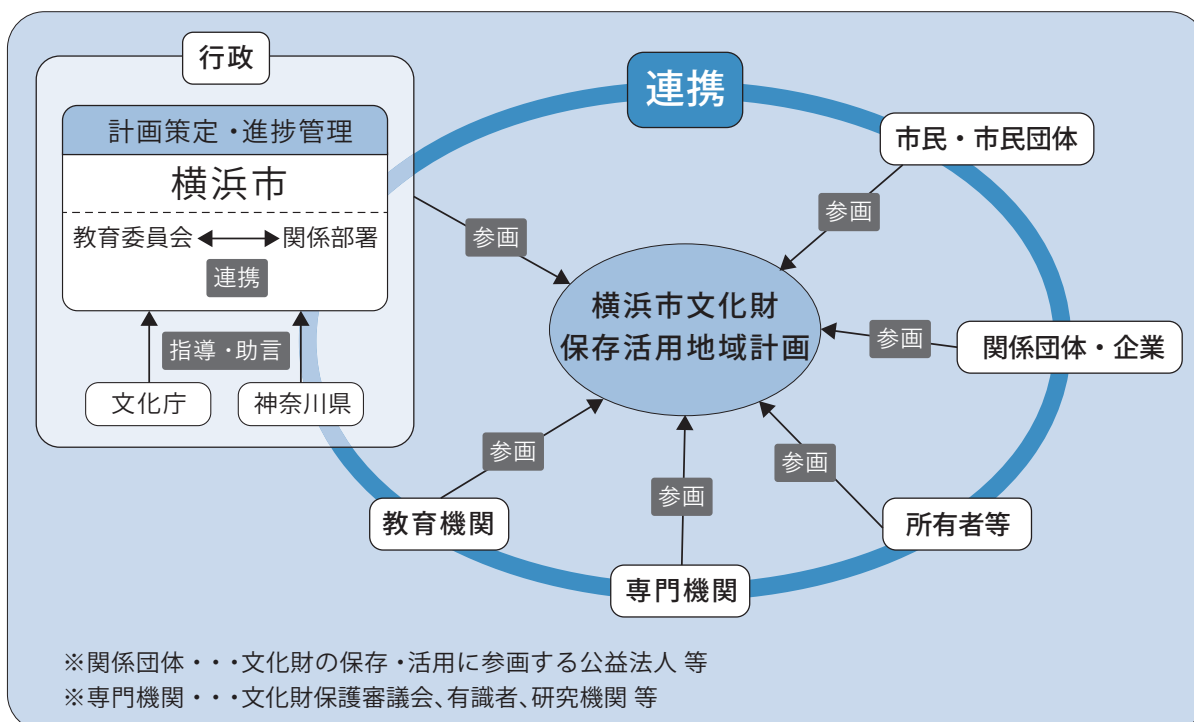 行政
計画策定・進捗管理
横浜市
教育委員会
関係部署
連携
指導・助言
文化庁
神奈川県
連携
市民・市民団体
参画
参画
横浜市文化財
保存活用地域計画
参画
関係団体・企業
参画
参画
参画
教育機関
専門機関
所有者等
※関係団体・・・文化財の保存・活用に参画する公益法人 等
※専門機関・・・文化財保護審議会、有識者、研究機関 等